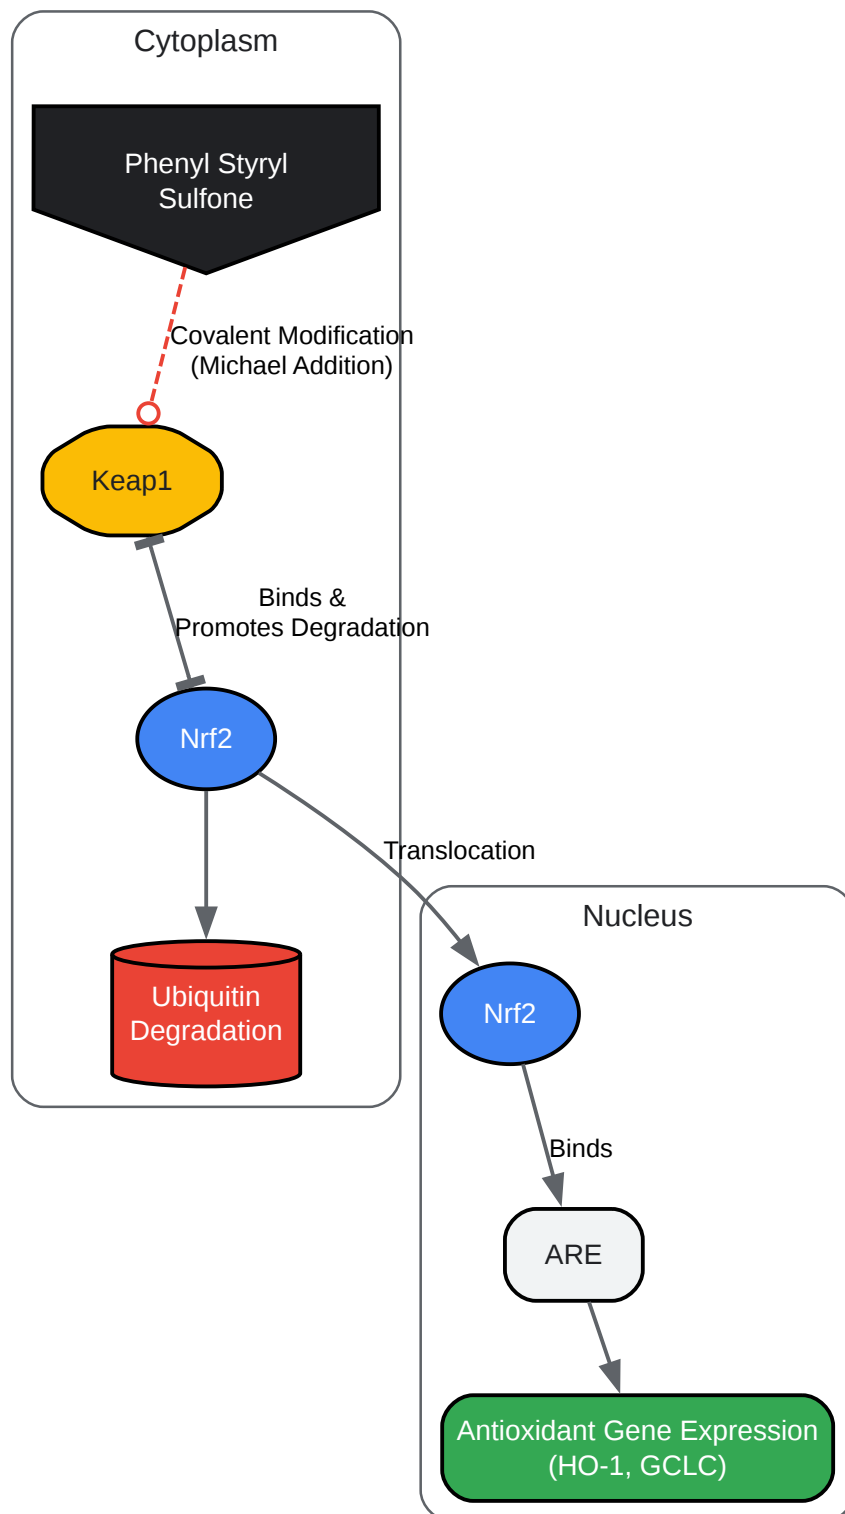 Cytoplasm
Phenyl Styryl
Sulfone
Covalent Modification
(Michael Addition)
Keap1
Binds &
Promotes Degradation
Nrf2
Translocation
Ubiquitin
Degradation
Nucleus
Nrf2
Binds
ARE
Antioxidant Gene Expression
(HO-1, GCLC)